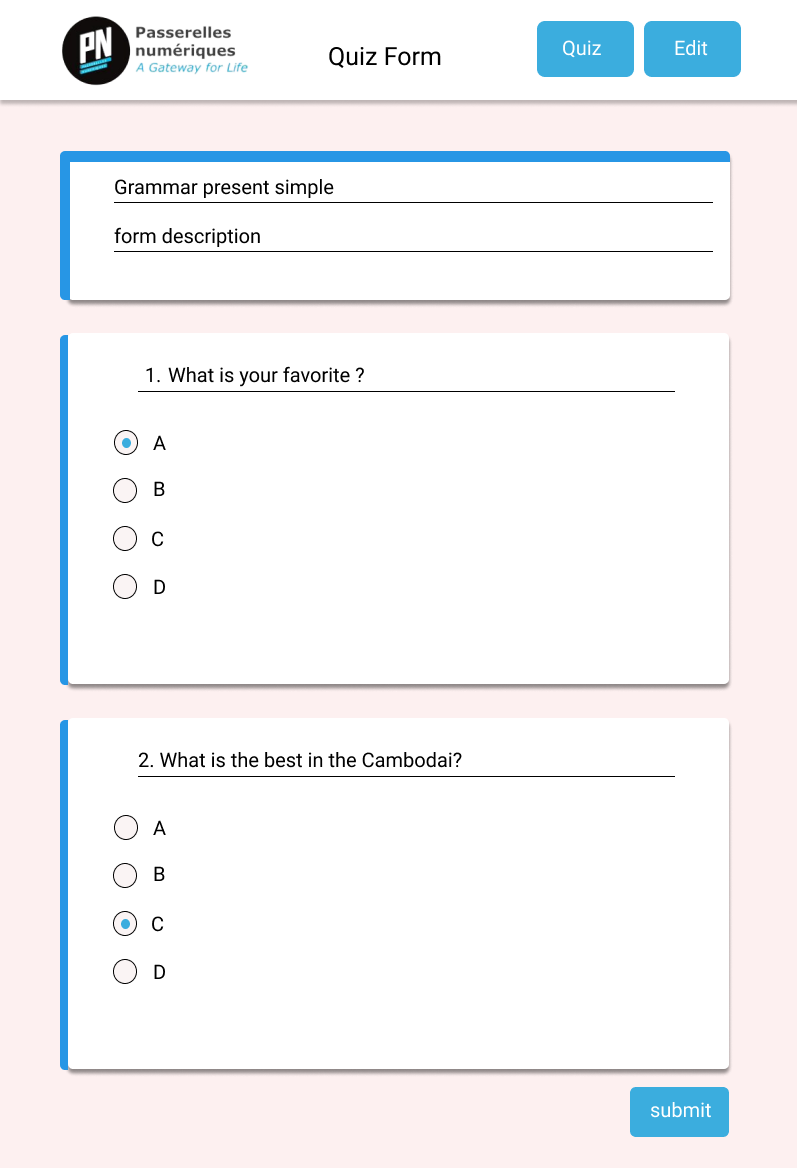 PN
Passerelles
numériques
A Gateway for Life
Quiz Form
Quiz
Edit
Grammar present simple
form description
1. What is your favorite ?
A
B
C
D
2. What is the best in the Cambodai?
A
B
C
D
submit